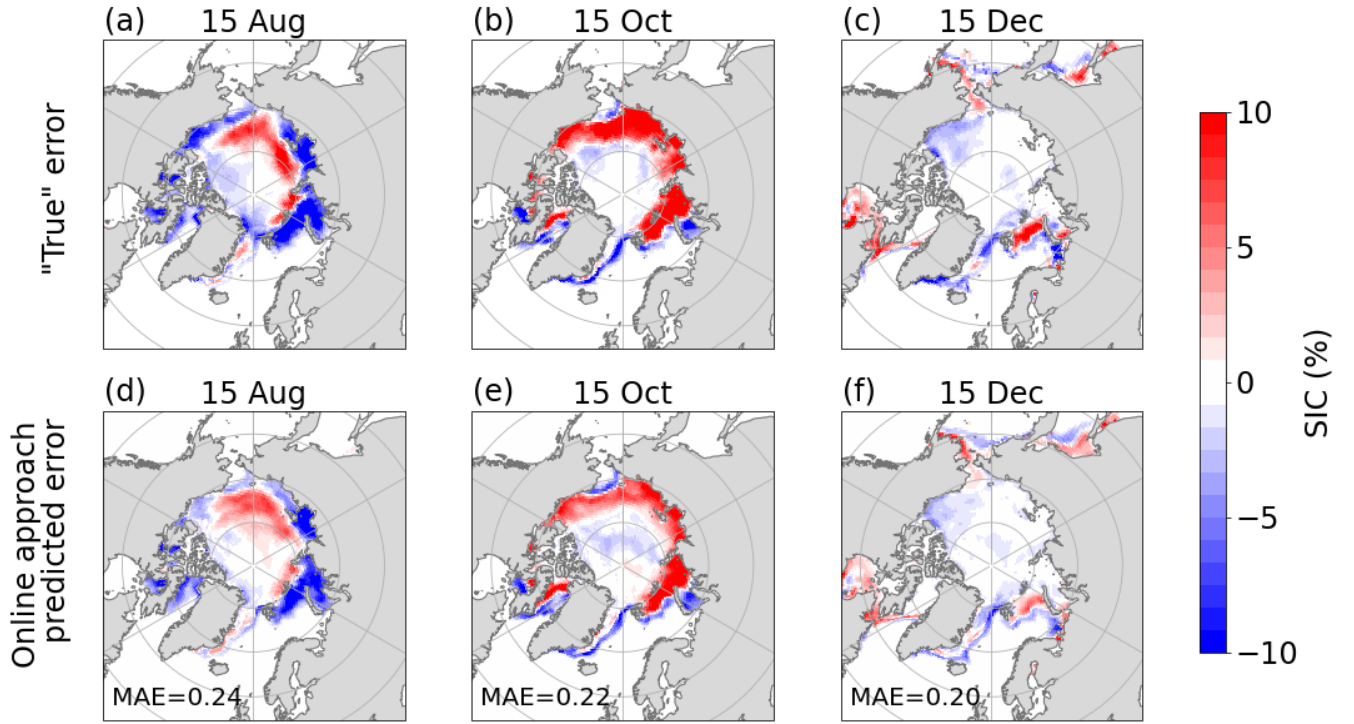 (a) 15 Aug
(b) 15 Oct
(c) 15 Dec
"True" error
(d) 15 Aug
(e) 15 Oct
(f) 15 Dec
Online approach
predicted error
MAE=0.24
MAE=0.22
MAE=0.20
10
5
0
−5
−10
SIC (%)